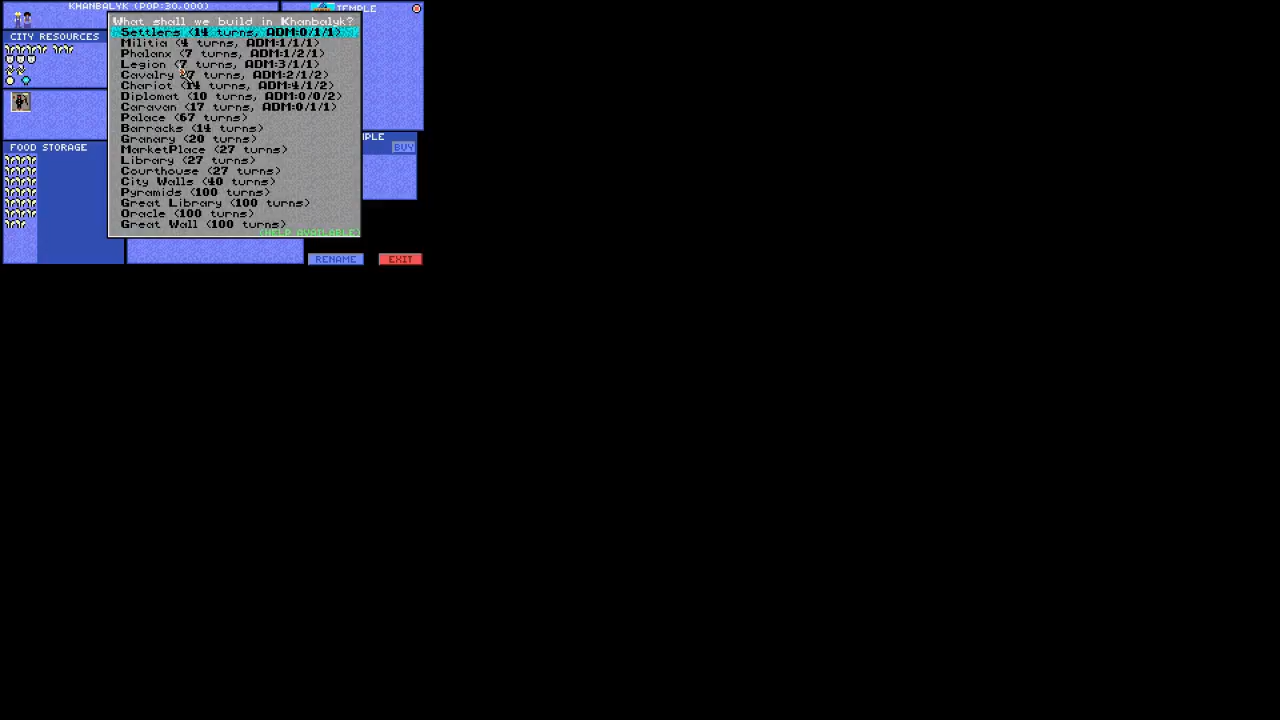 KHANBALYK (POP:30,000)
TEMPLE
What shall we build in Khanbalyk?
CITY RESOURCES
Settlers (14 turns, ADM:0/1/1)
Militia (4 turns, ADM:1/1/1)
Phalanx (7 turns, ADM:1/2/1)
Legion (7 turns, ADM:3/1/1)
Cavalry (7 turns, ADM:2/1/2)
Chariot (14 turns, ADM:4/1/2)
Diplomat (10 turns, ADM:0/0/2)
Caravan (17 turns, ADM:0/1/1)
Palace (67 turns)
Barracks (14 turns)
Granary (20 turns)
MarketPlace (27 turns)
Library (27 turns)
Courthouse (27 turns)
City Walls (40 turns)
Pyramids (100 turns)
Great Library (100 turns)
Oracle (100 turns)
Great Wall (100 turns)
(HELP AVAILABLE)
FOOD STORAGE
MPLE
BUY
RENAME
EXIT